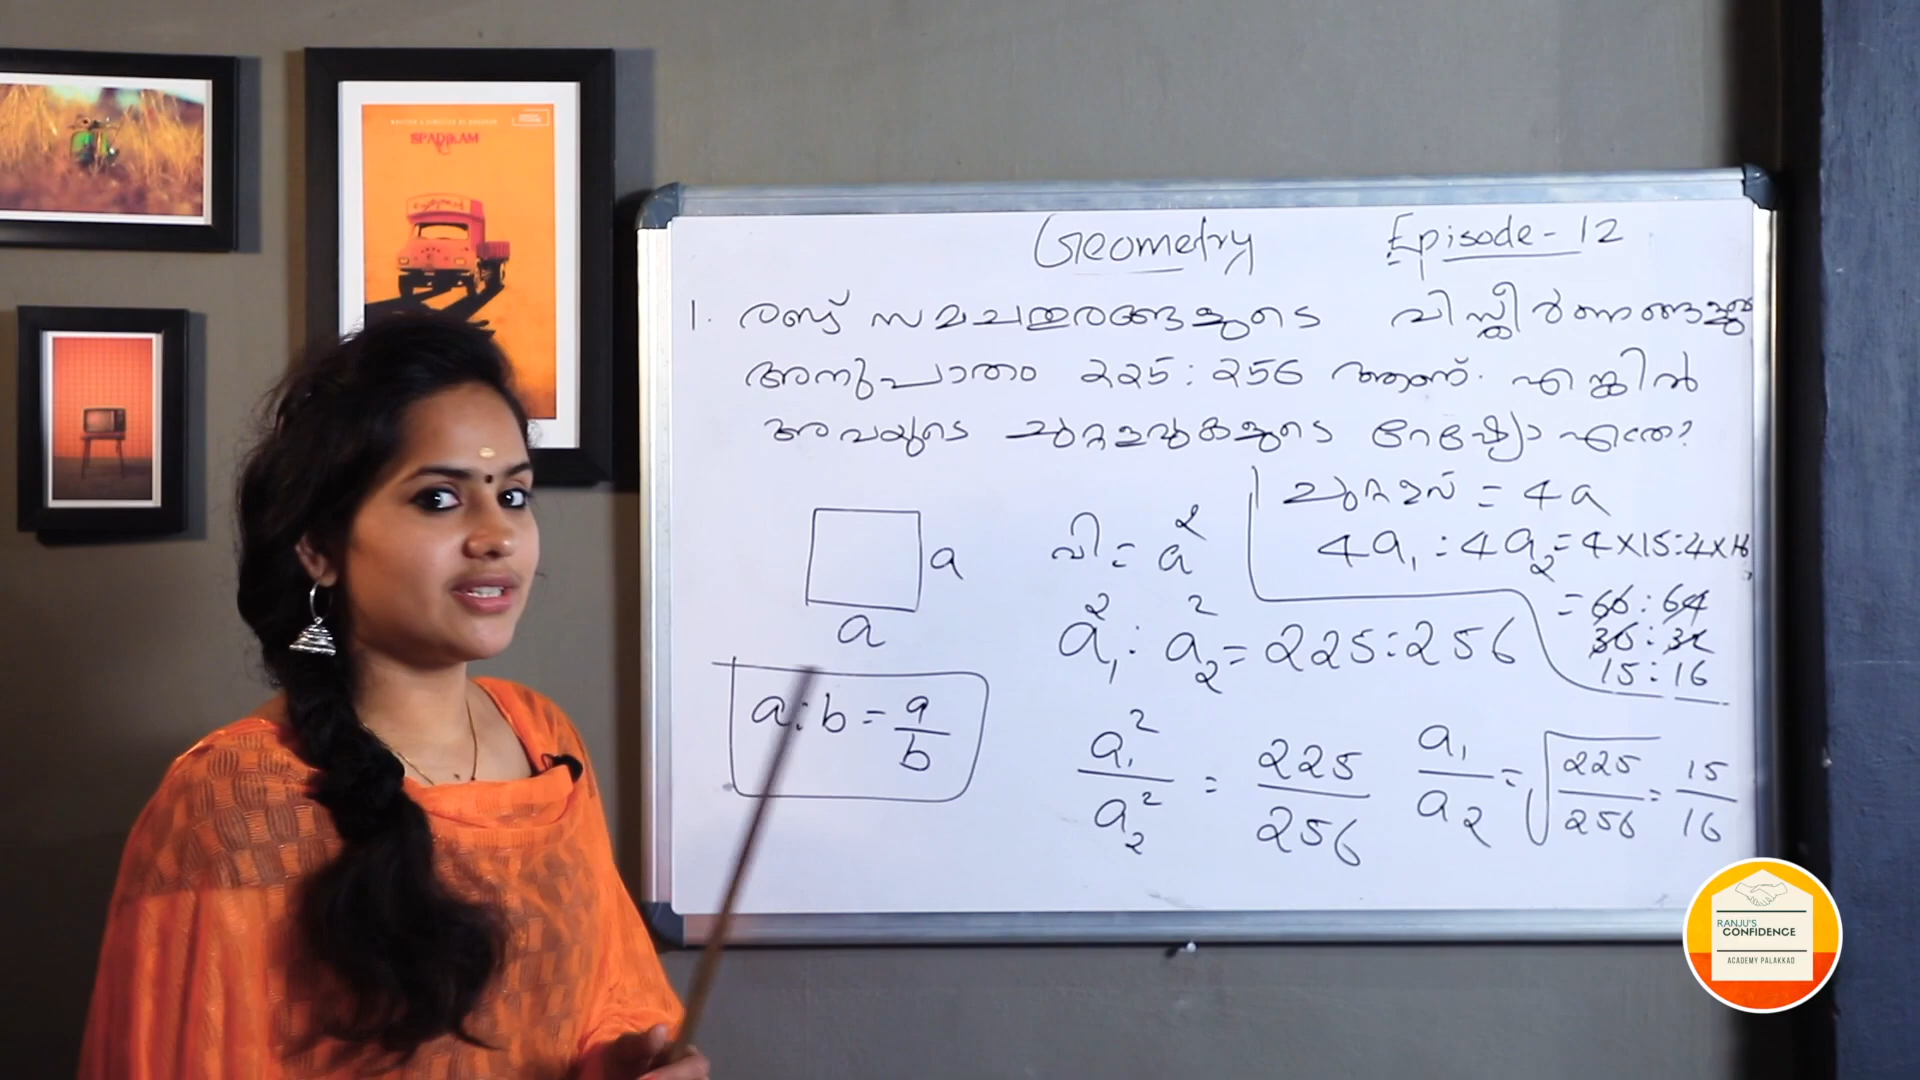 SPADIKAM
Geometry Episode - 12
1. രണ്ട് സമചതുരങ്ങളുടെ വിസ്തീർണങ്ങളുടെ
അനുപാതം 225 : 256 ആണ്. എങ്കിൽ
അവയുടെ ചുറ്റളവുകളുടെ റേഷ്യോ എത്ര?
ചുറ്റളവ് = 4a
4a₁ : 4a₂ = 4×15 : 4×16
= 60 : 64
30 : 32
15 : 16
a
a
വി = a²
a₁² : a₂² = 225 : 256
a : b = a/b
a₁²/a₂² = 225/256 a₁/a₂ = √(225/256) = 15/16
RANJU'S
CONFIDENCE
ACADEMY PALAKKAD